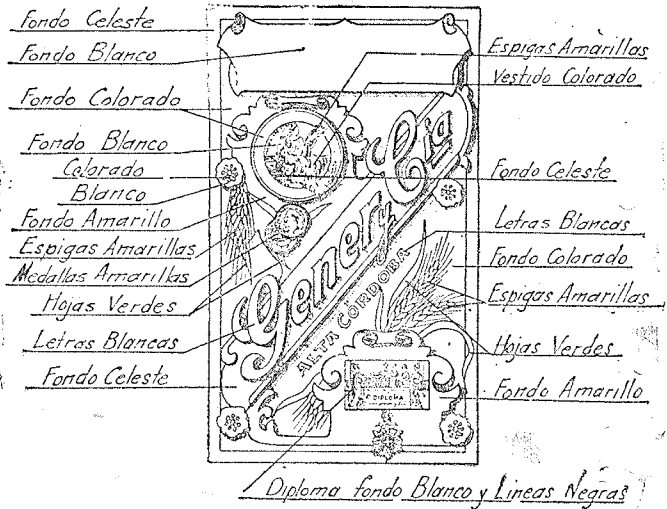 Fondo Celeste
Fondo Blanco
Fondo Colorado
Fondo Blanco
Colorado
Blanco
Fondo Amarillo
Espigas Amarillas
Medallas Amarillas
Hojas Verdes
Letras Blancas
Fondo Celeste
Gener y Cia
ALTA CÓRDOBA
DIPLOMA
Espigas Amarillas
Vestido Colorado
Fondo Celeste
Letras Blancas
Fondo Colorado
Espigas Amarillas
Hojas Verdes
Fondo Amarillo
Diploma fondo Blanco y Lineas Negras